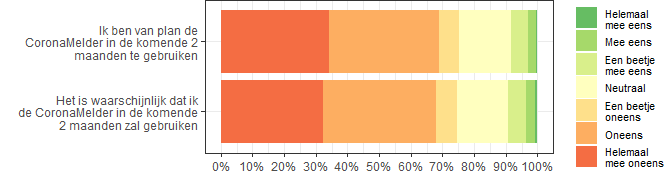 Ik ben van plan de
CoronaMelder in de komende 2
maanden te gebruiken
Het is waarschijnlijk dat ik
de CoronaMelder in de komende
2 maanden zal gebruiken
0% 10% 20% 30% 40% 50% 60% 70% 80% 90% 100%
Helemaal
mee eens
Mee eens
Een beetje
mee eens
Neutraal
Een beetje
oneens
Oneens
Helemaal
mee oneens